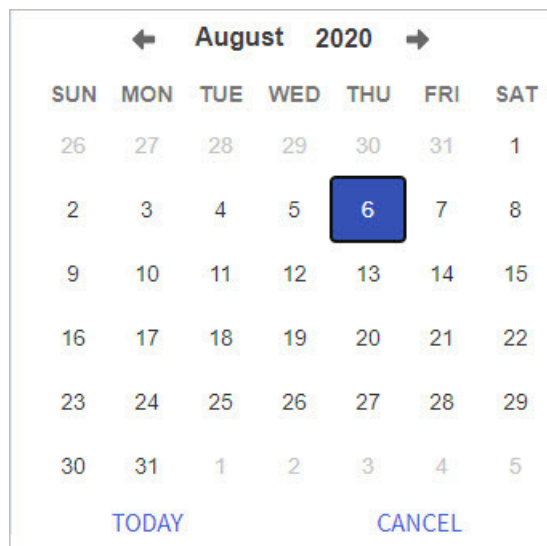 August 2020
SUN MON TUE WED THU FRI SAT
26 27 28 29 30 31 1
2 3 4 5 6 7 8
9 10 11 12 13 14 15
16 17 18 19 20 21 22
23 24 25 26 27 28 29
30 31 1 2 3 4 5
TODAY CANCEL